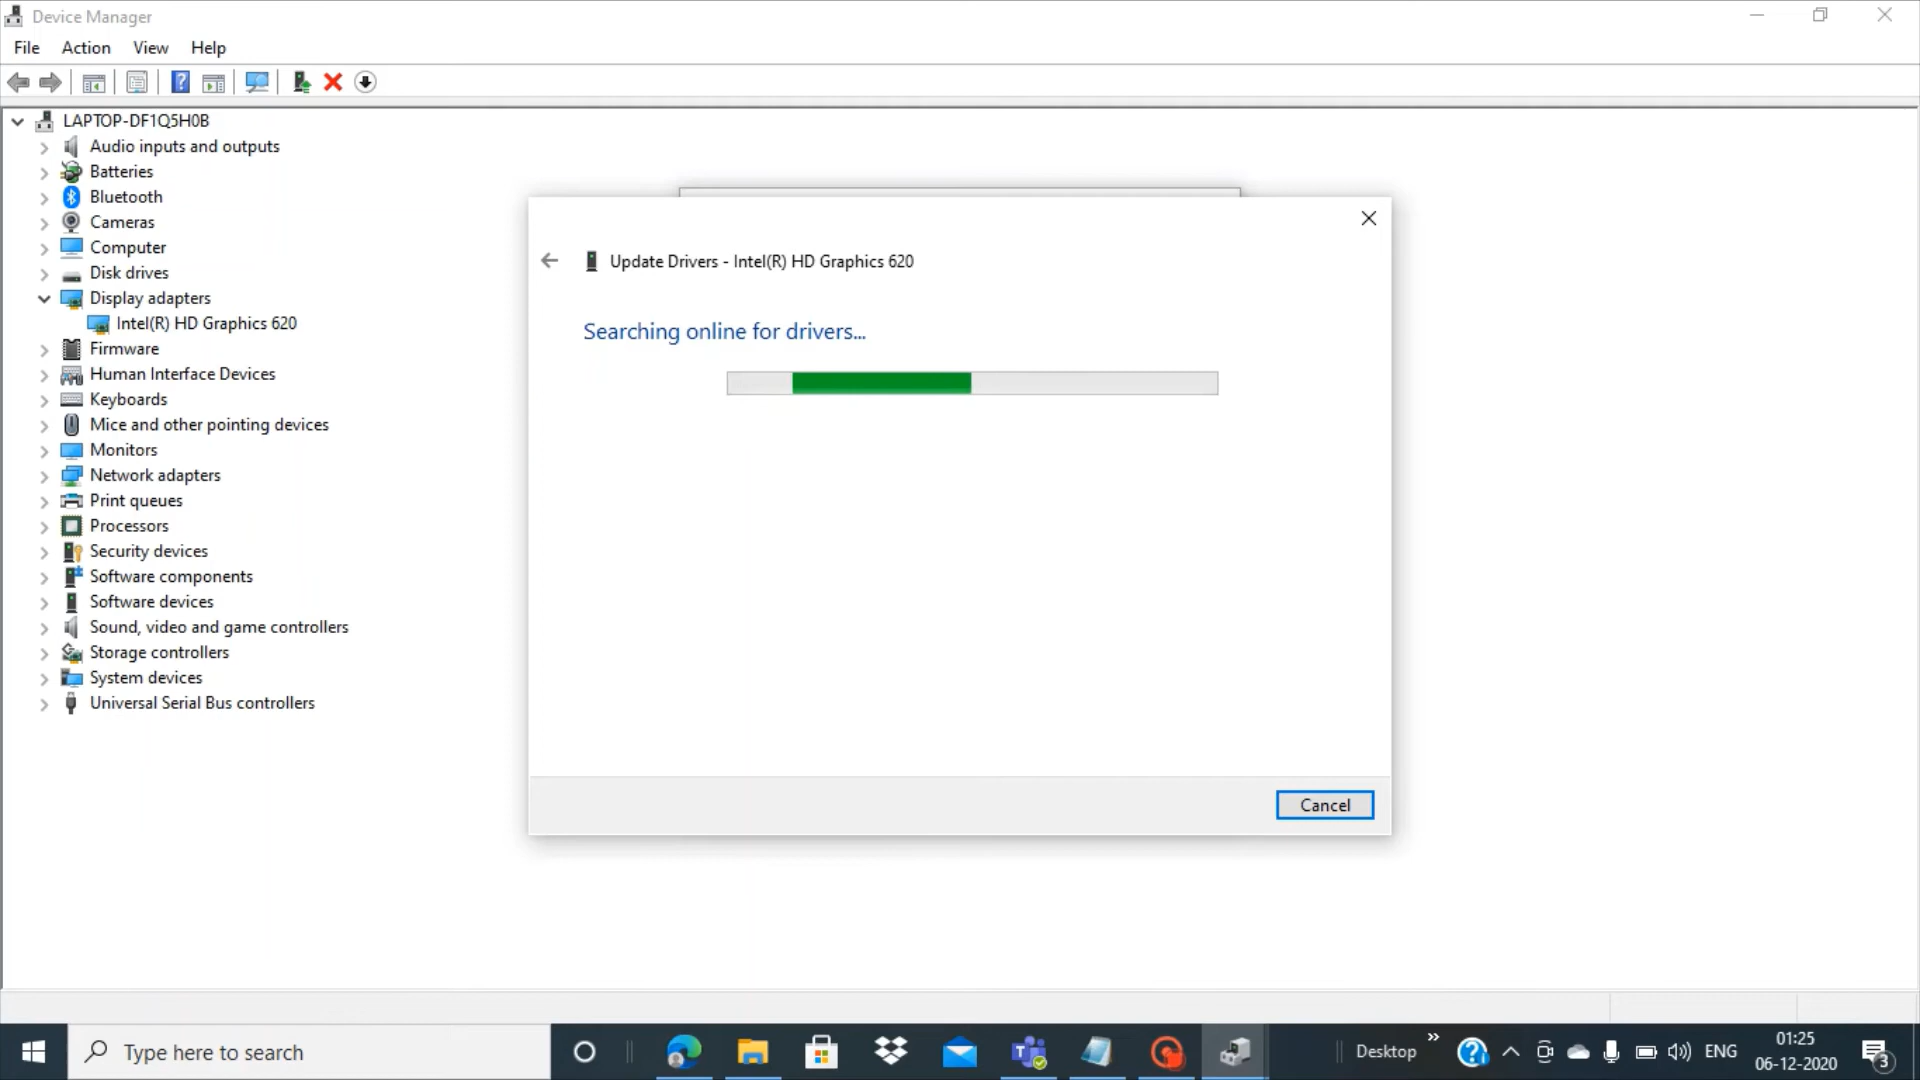 Device Manager
File Action View Help
LAPTOP-DF1Q5H0B
Audio inputs and outputs
Batteries
Bluetooth
Cameras
Computer
Disk drives
Display adapters
Intel(R) HD Graphics 620
Firmware
Human Interface Devices
Keyboards
Mice and other pointing devices
Monitors
Network adapters
Print queues
Processors
Security devices
Software components
Software devices
Sound, video and game controllers
Storage controllers
System devices
Universal Serial Bus controllers
Update Drivers - Intel(R) HD Graphics 620
Searching online for drivers...
Cancel
Type here to search
Desktop
ENG
01:25
06-12-2020
3